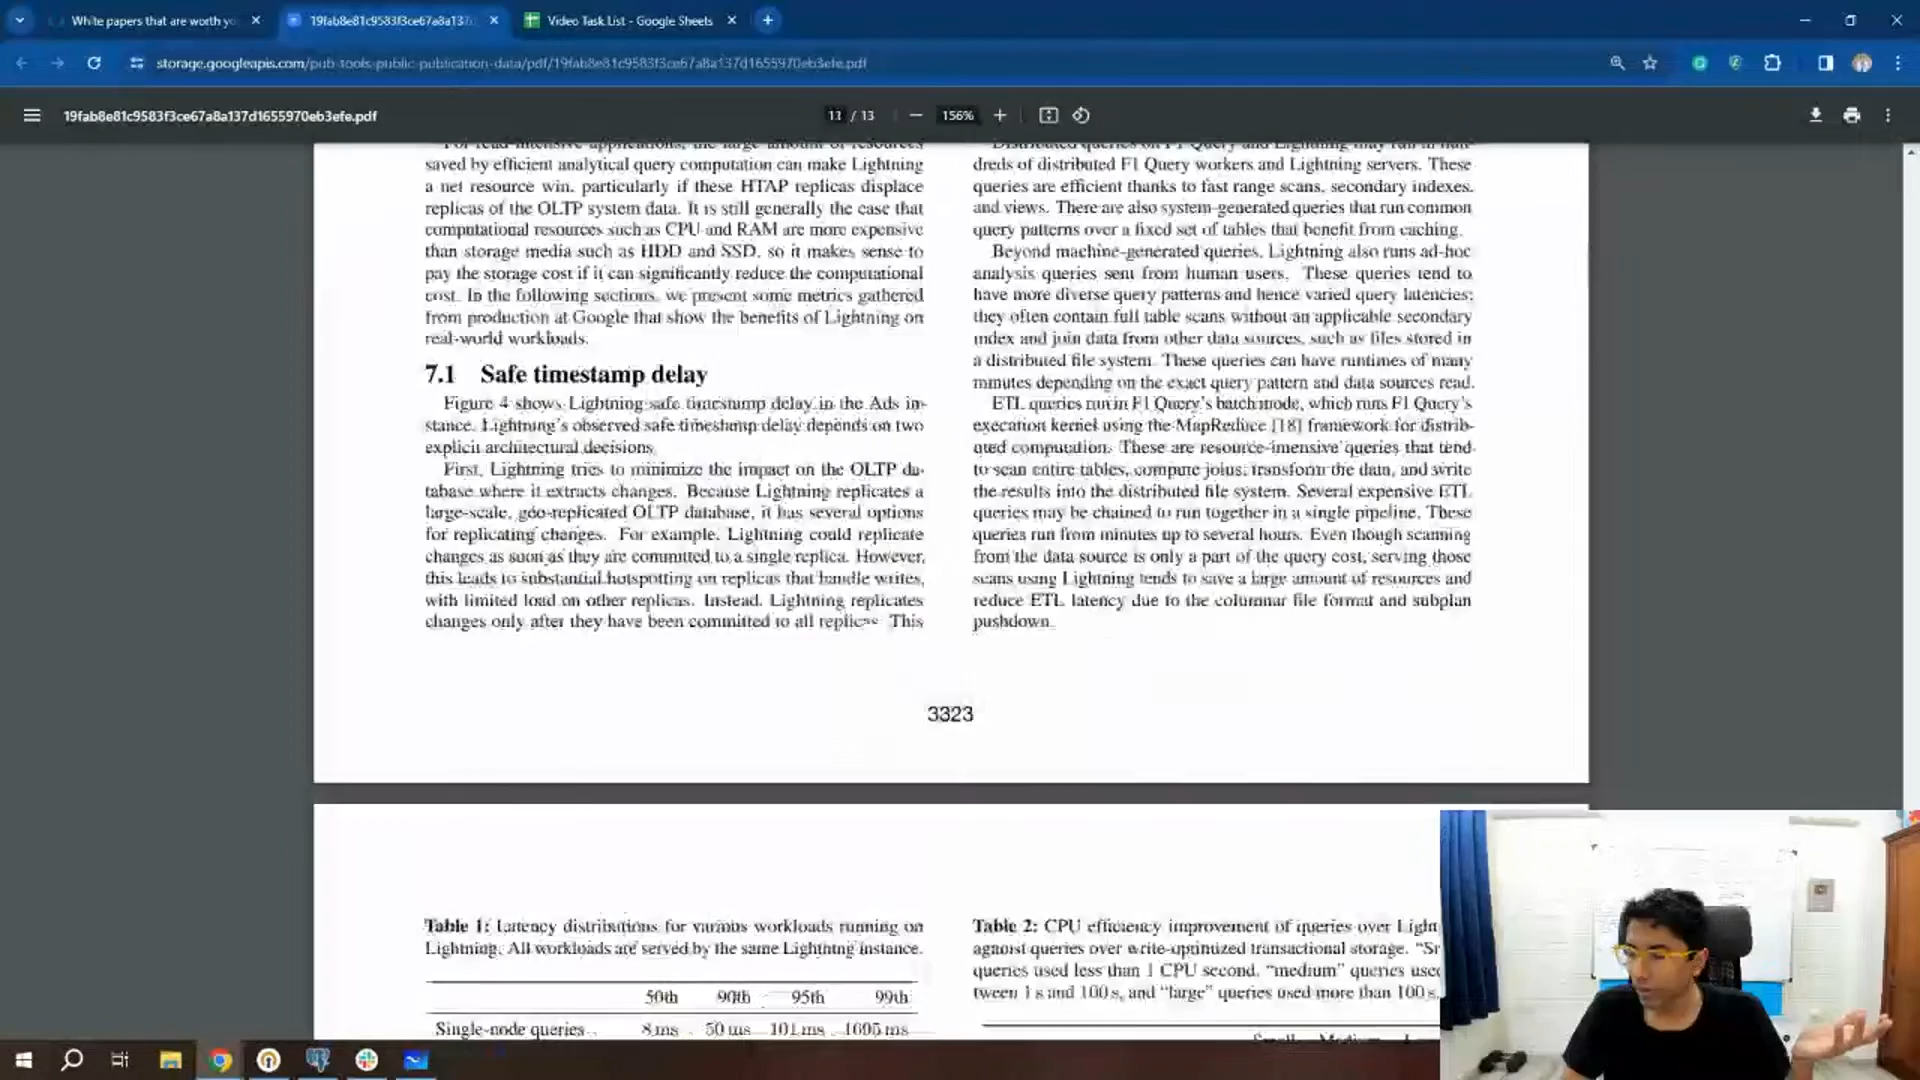 White papers that are worth yo
19fab8e81c9583f3ce67a8a137d
Video Task List - Google Sheets
storage.googleapis.com/pub-tools-public-publication-data/pdf/19fab8e81c9583f3ce67a8a137d1655970eb3efe.pdf
19fab8e81c9583f3ce67a8a137d1655970eb3efe.pdf
11 / 13
156%
For read-intensive applications, the large amount of resources
saved by efficient analytical query computation can make Lightning
a net resource win, particularly if these HTAP replicas displace
replicas of the OLTP system data. It is still generally the case that
computational resources such as CPU and RAM are more expensive
than storage media such as HDD and SSD, so it makes sense to
pay the storage cost if it can significantly reduce the computational
cost. In the following sections, we present some metrics gathered
from production at Google that show the benefits of Lightning on
real-world workloads.
7.1 Safe timestamp delay
Figure 4 shows Lightning safe timestamp delay in the Ads in-
stance. Lightning's observed safe timestamp delay depends on two
explicit architectural decisions.
First, Lightning tries to minimize the impact on the OLTP da-
tabase where it extracts changes. Because Lightning replicates a
large-scale, geo-replicated OLTP database, it has several options
for replicating changes. For example, Lightning could replicate
changes as soon as they are committed to a single replica. However,
this leads to substantial hotspotting on replicas that handle writes,
with limited load on other replicas. Instead, Lightning replicates
changes only after they have been committed to all replicas. This
Distributed queries on F1 Query and Lightning may run in hun-
dreds of distributed F1 Query workers and Lightning servers. These
queries are efficient thanks to fast range scans, secondary indexes,
and views. There are also system-generated queries that run common
query patterns over a fixed set of tables that benefit from caching.
Beyond machine-generated queries, Lightning also runs ad-hoc
analysis queries sent from human users. These queries tend to
have more diverse query patterns and hence varied query latencies;
they often contain full table scans without an applicable secondary
index and join data from other data sources, such as files stored in
a distributed file system. These queries can have runtimes of many
minutes depending on the exact query pattern and data sources read.
ETL queries run in F1 Query's batch mode, which runs F1 Query's
execution kernel using the MapReduce [18] framework for distrib-
uted computation. These are resource-intensive queries that tend
to scan entire tables, compute joins, transform the data, and write
the results into the distributed file system. Several expensive ETL
queries may be chained to run together in a single pipeline. These
queries run from minutes up to several hours. Even though scanning
from the data source is only a part of the query cost, serving those
scans using Lightning tends to save a large amount of resources and
reduce ETL latency due to the columnar file format and subplan
pushdown.
3323
Table 1: Latency distributions for various workloads running on
Lightning. All workloads are served by the same Lightning instance.
50th 90th 95th 99th
Single-node queries 8 ms 50 ms 101 ms
Table 2: CPU efficiency improvement of queries over Light
against queries over write-optimized transactional storage. "Sr
queries used less than 1 CPU second, "medium" queries used
tween 1 s and 100 s, and "large" queries used more than 100 s.
Small Medium